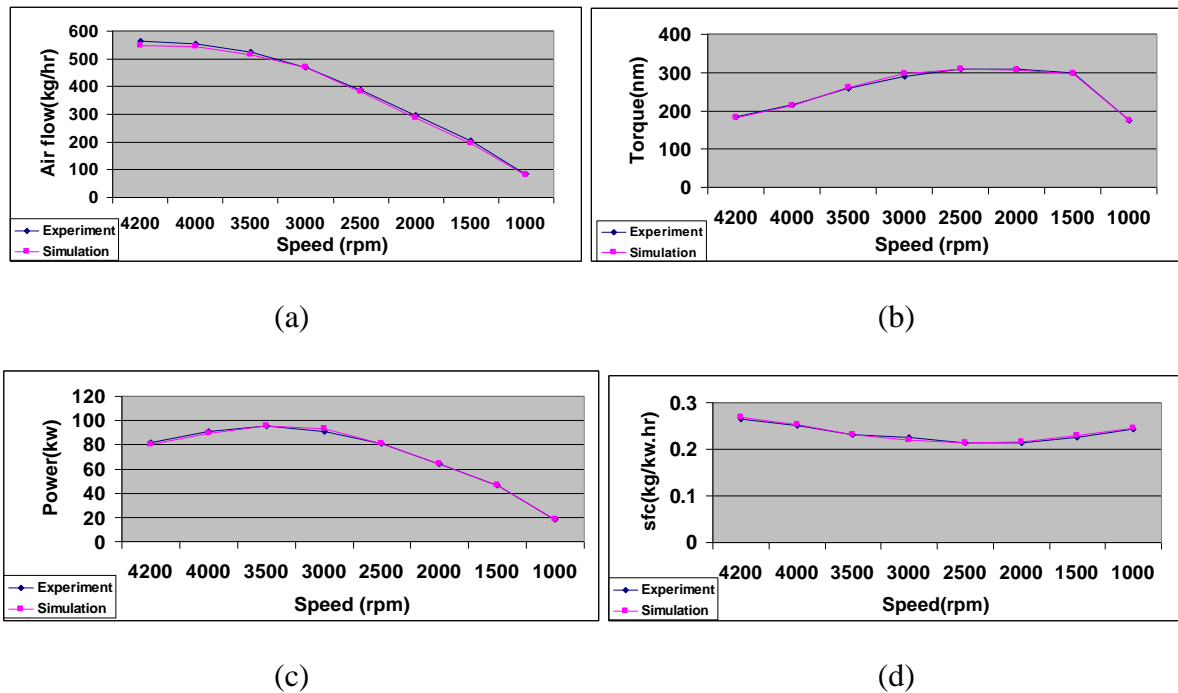 Air flow(kg/hr)
600
500
400
300
200
100
0
4200 4000 3500 3000 2500 2000 1500 1000
Speed (rpm)
Experiment
Simulation
(a)
Torque(nm)
400
300
200
100
0
4200 4000 3500 3000 2500 2000 1500 1000
Speed (rpm)
Experiment
Simulation
(b)
Power(kw)
120
100
80
60
40
20
0
4200 4000 3500 3000 2500 2000 1500 1000
Speed (rpm)
Experiment
Simulation
(c)
sfc(kg/kw.hr)
0.3
0.2
0.1
0
4200 4000 3500 3000 2500 2000 1500 1000
Speed(rpm)
Experiment
Simulation
(d)